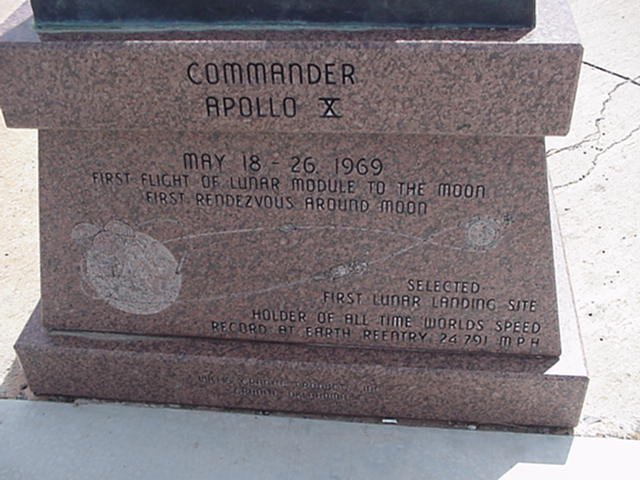 COMMANDER
APOLLO X
MAY 18 - 26, 1969
FIRST FLIGHT OF LUNAR MODULE TO THE MOON
FIRST RENDEZVOUS AROUND MOON
SELECTED
FIRST LUNAR LANDING SITE
HOLDER OF ALL TIME WORLDS SPEED
RECORD AT EARTH REENTRY, 24,791 M P H